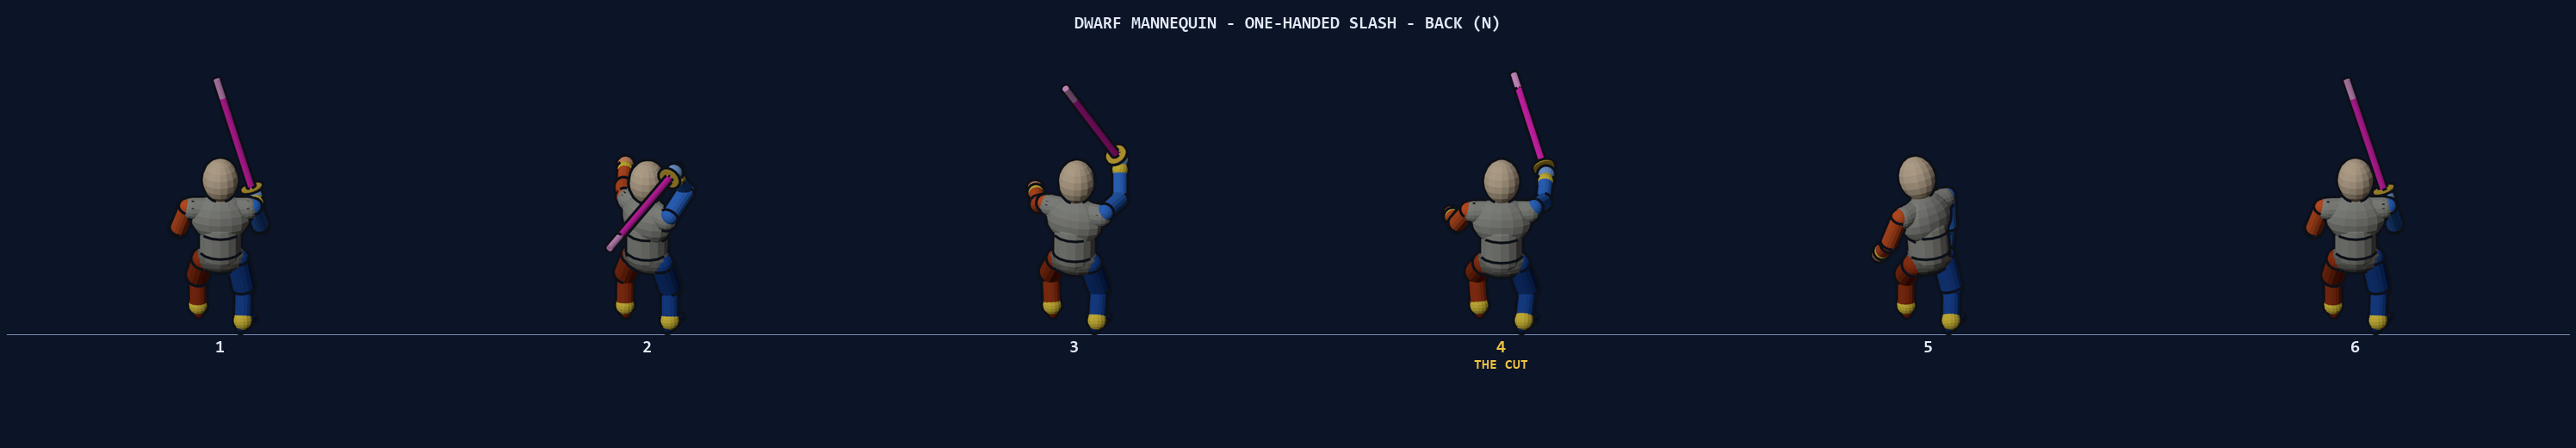 DWARF MANNEQUIN - ONE-HANDED SLASH - BACK (N)
1 2 3 4 5 6
THE CUT